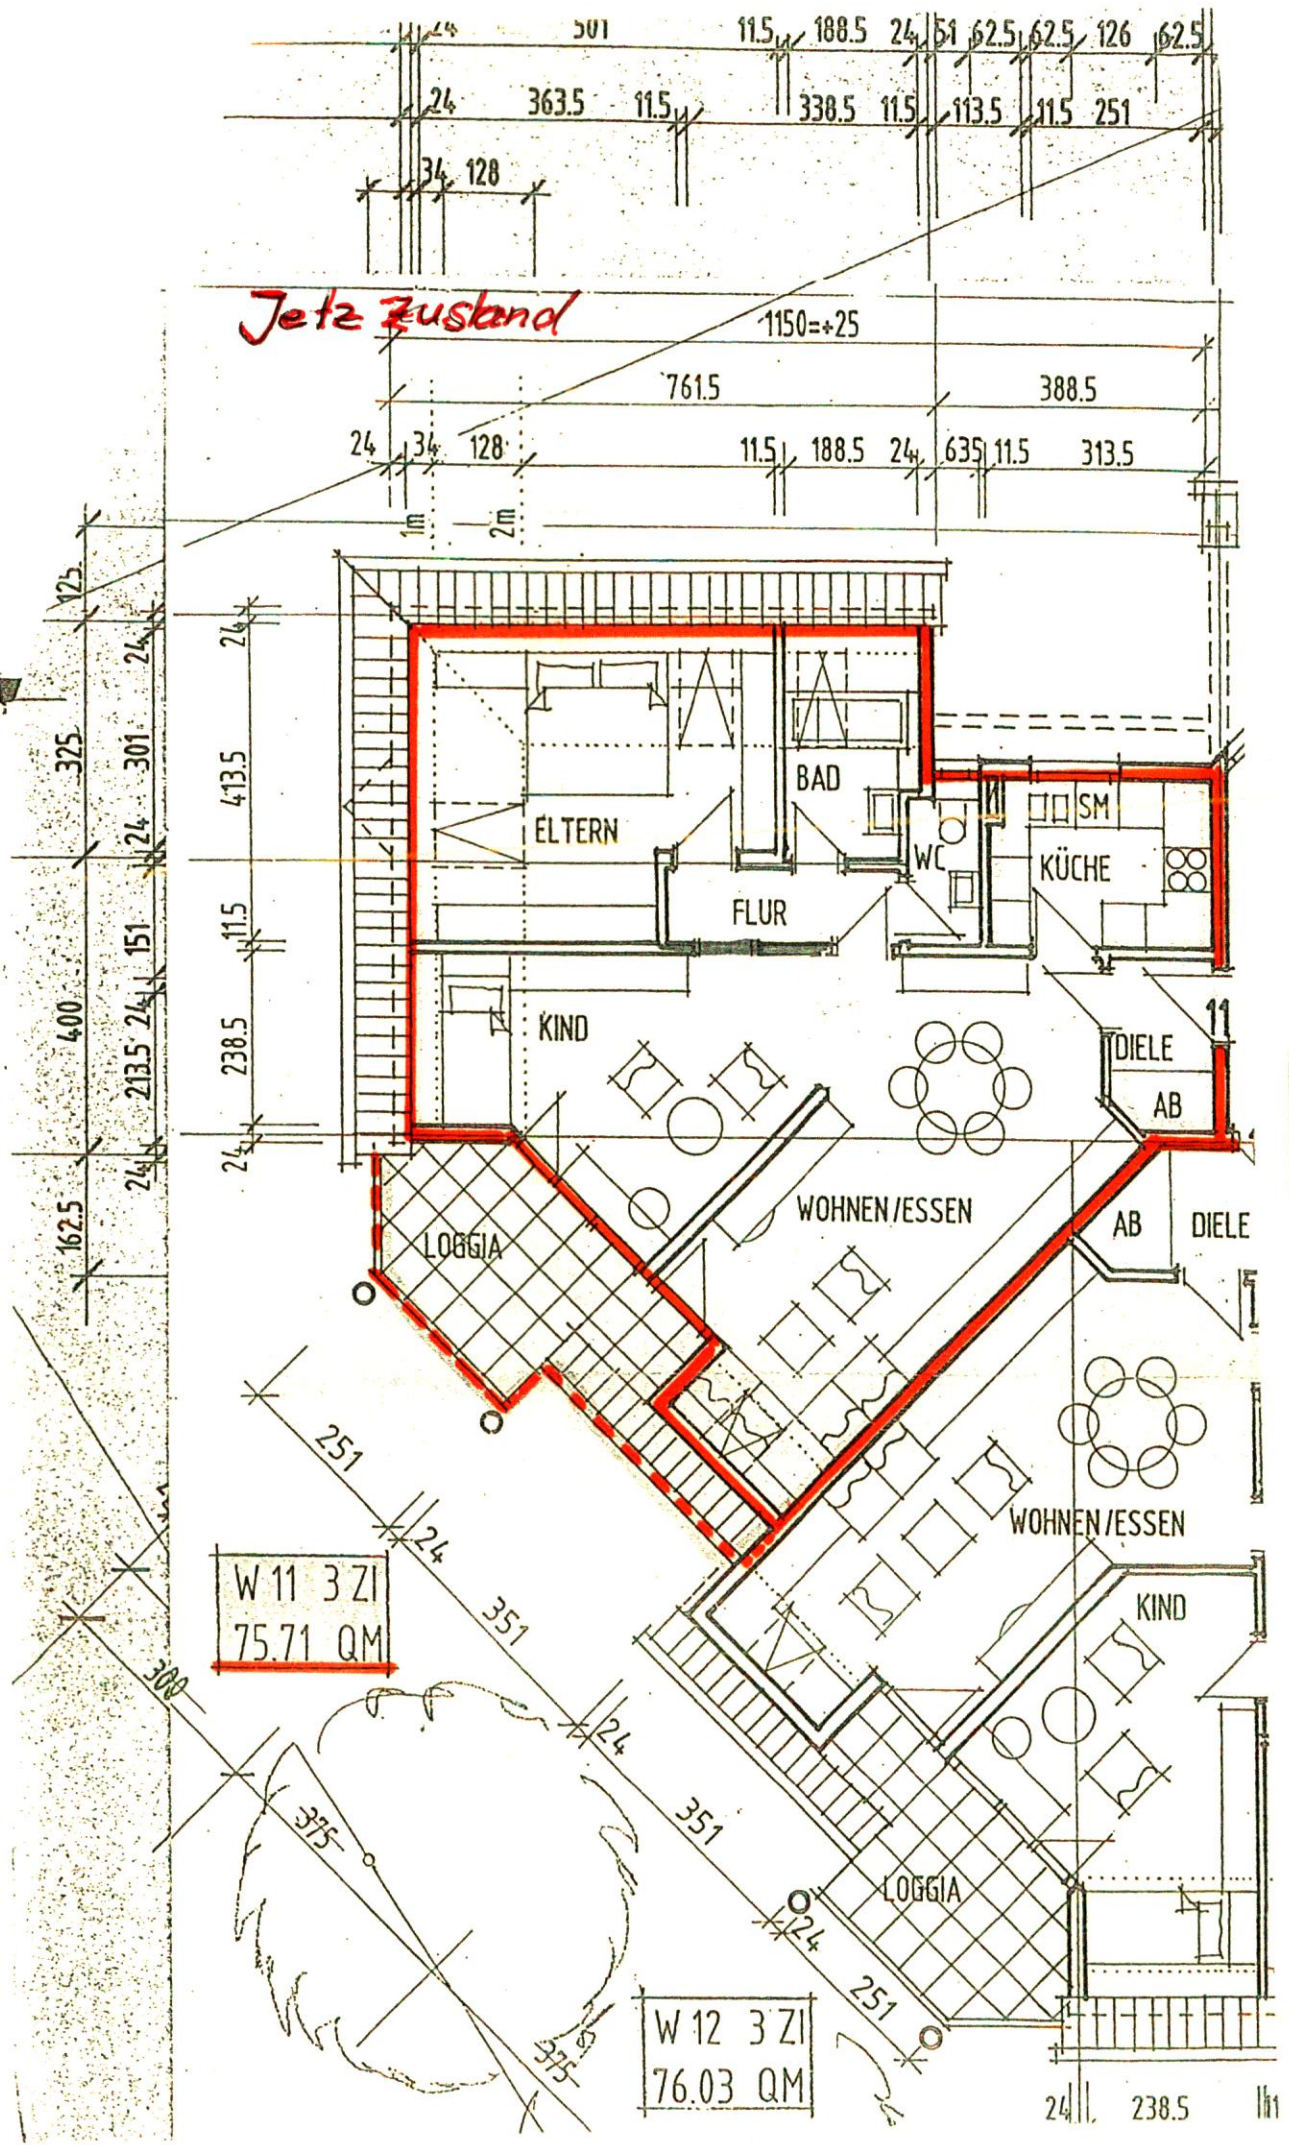 24 501 11.5 188.5 24 51 62.5 62.5 126 62.5
24 363.5 11.5 338.5 11.5 113.5 11.5 251
34 128
Jetz Zustand
1150=+25
761.5 388.5
24 34 128 11.5 188.5 24 635 11.5 313.5
1m 2m
125
24 24
325 301 413.5
24
151 11.5
400 24
213.5 238.5
24 24
162.5
BAD
SM
ELTERN
WC
KÜCHE
FLUR
KIND
11
DIELE
AB
WOHNEN/ESSEN
AB DIELE
LOGGIA
251
24
351
24
351
24
251
WOHNEN/ESSEN
KIND
W 11 3 ZI
75.71 QM
300
375
375
LOGGIA
W 12 3 ZI
76.03 QM
24 238.5